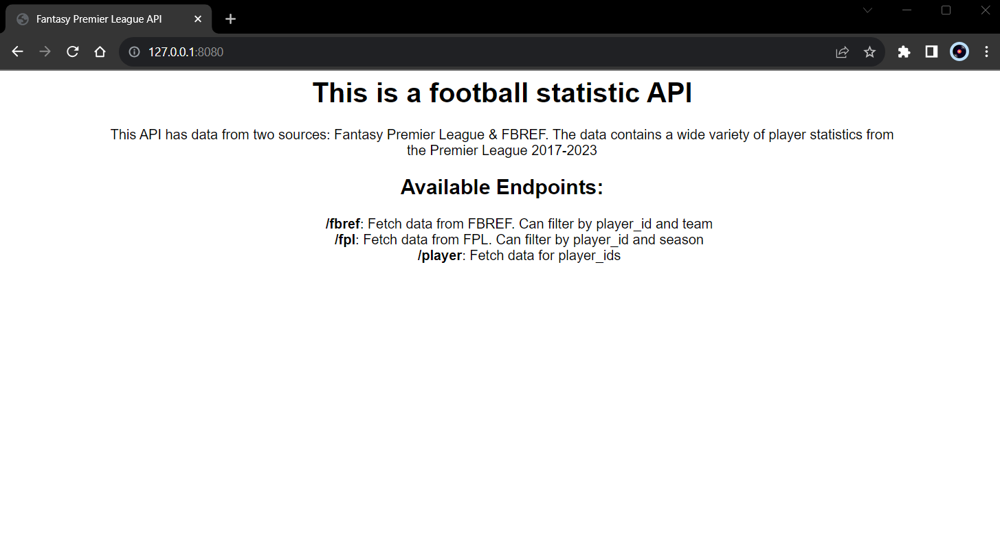 Fantasy Premier League API
127.0.0.1:8080
This is a football statistic API
This API has data from two sources: Fantasy Premier League & FBREF. The data contains a wide variety of player statistics from
the Premier League 2017-2023
Available Endpoints:
/fbref: Fetch data from FBREF. Can filter by player_id and team
/fpl: Fetch data from FPL. Can filter by player_id and season
/player: Fetch data for player_ids